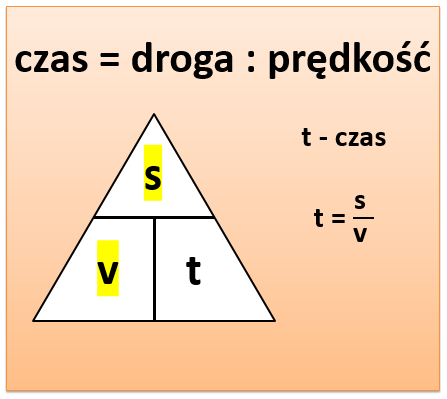 czas = droga : prędkość
t - czas
s
t = s/v
v t